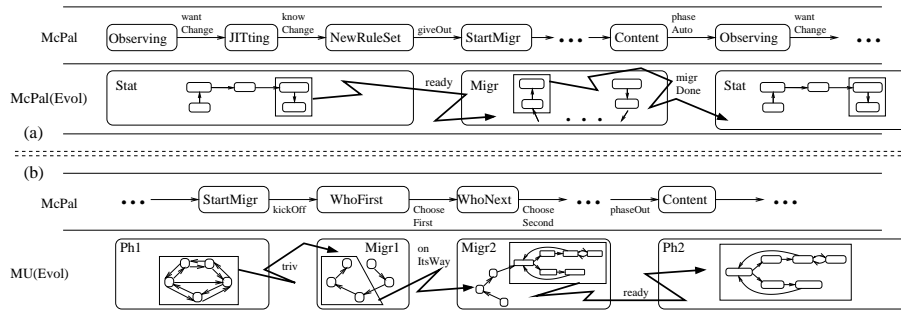 want
Change
know
Change
giveOut
phase
Auto
want
Change
McPal
Observing
JITting
NewRuleSet
StartMigr
• • •
Content
Observing
• • •
McPal(Evol)
Stat
ready
Migr
migr
Done
Stat
• • •
(a)
(b)
McPal
• • •
StartMigr
kickOff
WhoFirst
Choose
First
WhoNext
Choose
Second
• • •
phaseOut
Content
• • •
MU(Evol)
Ph1
triv
Migr1
on
ItsWay
Migr2
ready
Ph2